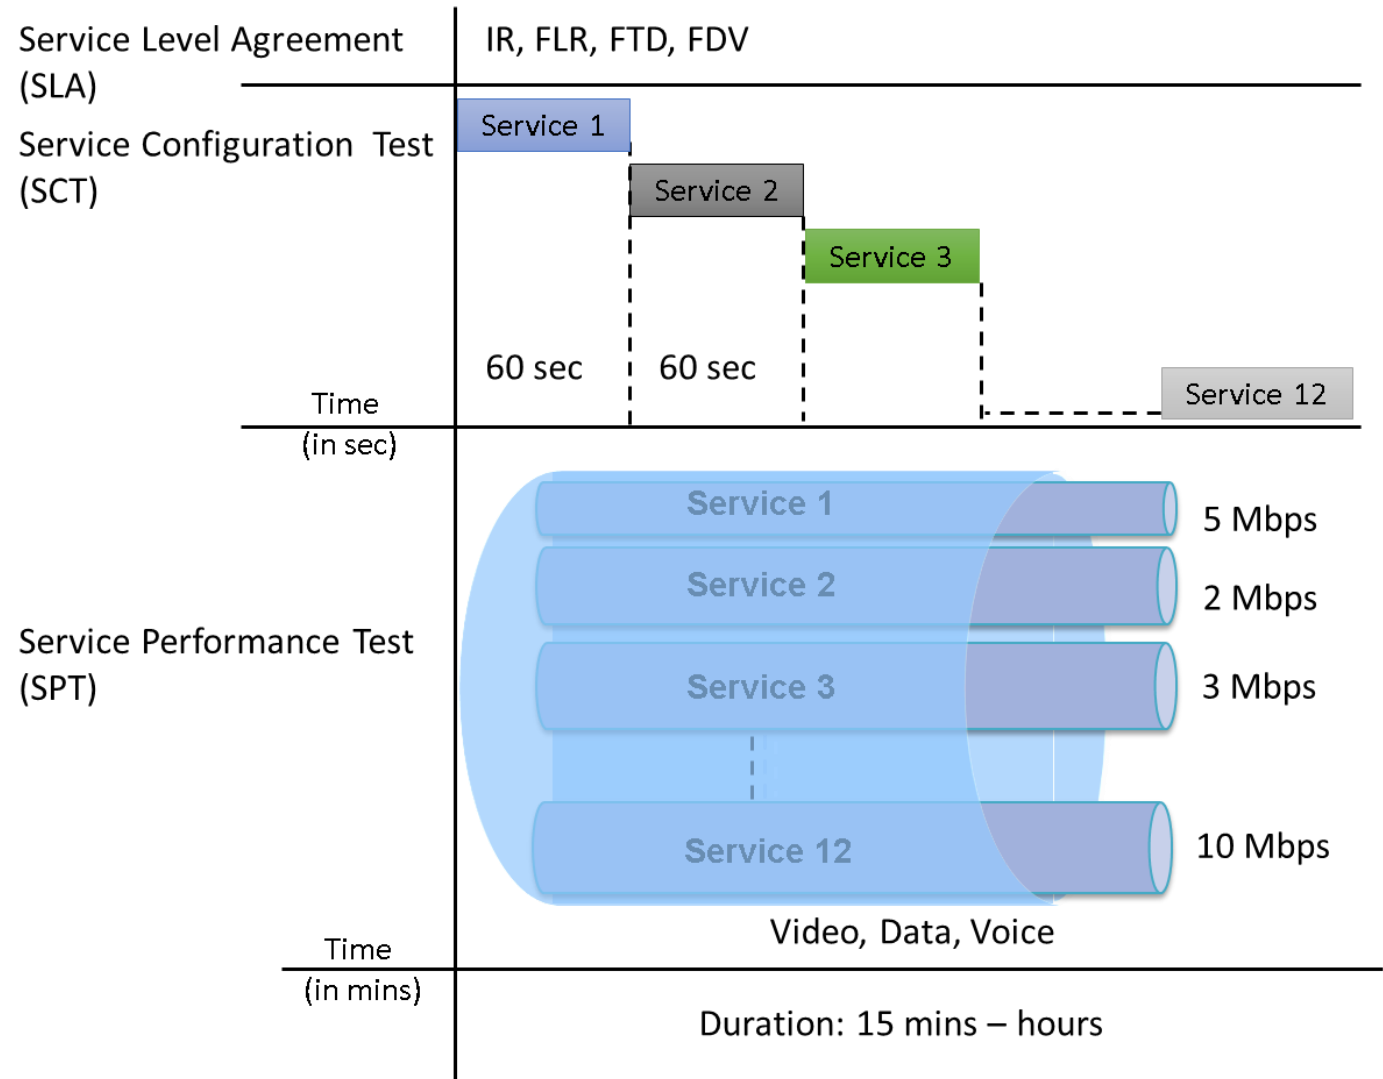 Service Level Agreement
(SLA)
IR, FLR, FTD, FDV
Service Configuration Test
(SCT)
Service 1
Service 2
Service 3
60 sec
60 sec
Service 12
Time
(in sec)
Service 1
5 Mbps
Service 2
2 Mbps
Service Performance Test
(SPT)
Service 3
3 Mbps
Service 12
10 Mbps
Video, Data, Voice
Time
(in mins)
Duration: 15 mins – hours